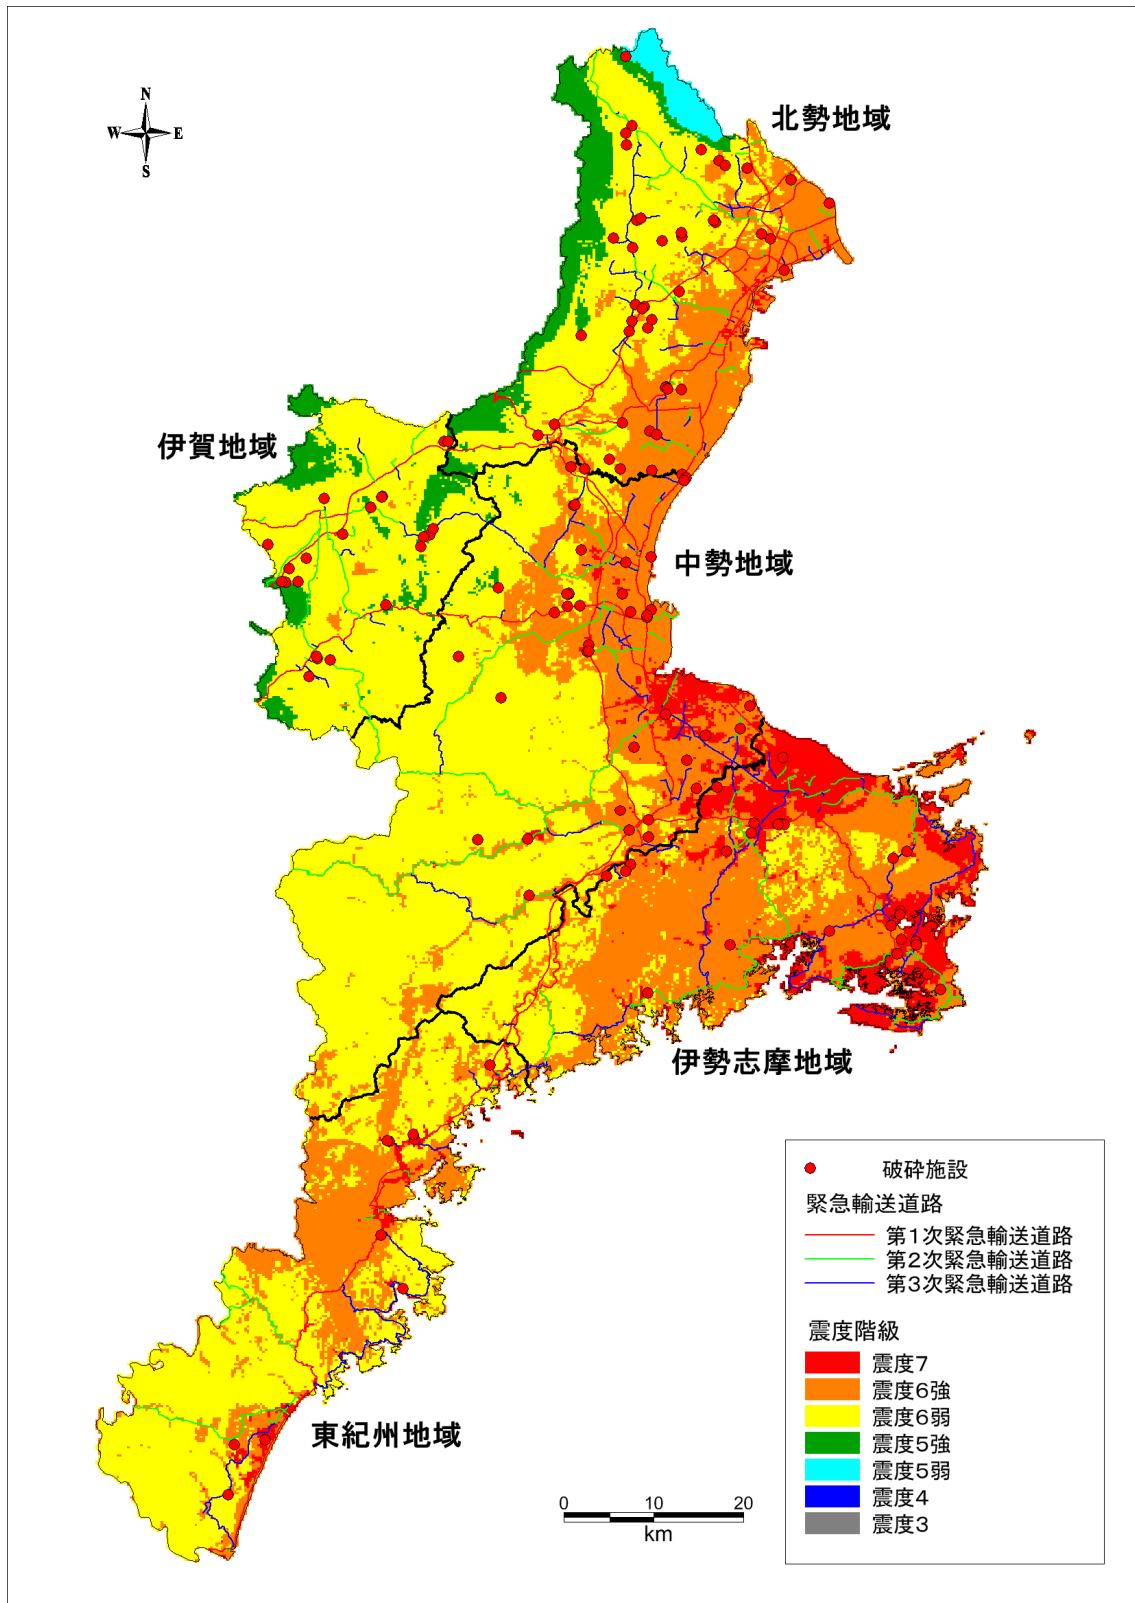 N
W E
S
北勢地域
伊賀地域
中勢地域
伊勢志摩地域
東紀州地域
破砕施設
緊急輸送道路
第1次緊急輸送道路
第2次緊急輸送道路
第3次緊急輸送道路
震度階級
震度7
震度6強
震度6弱
震度5強
震度5弱
震度4
震度3
0 10 20
km